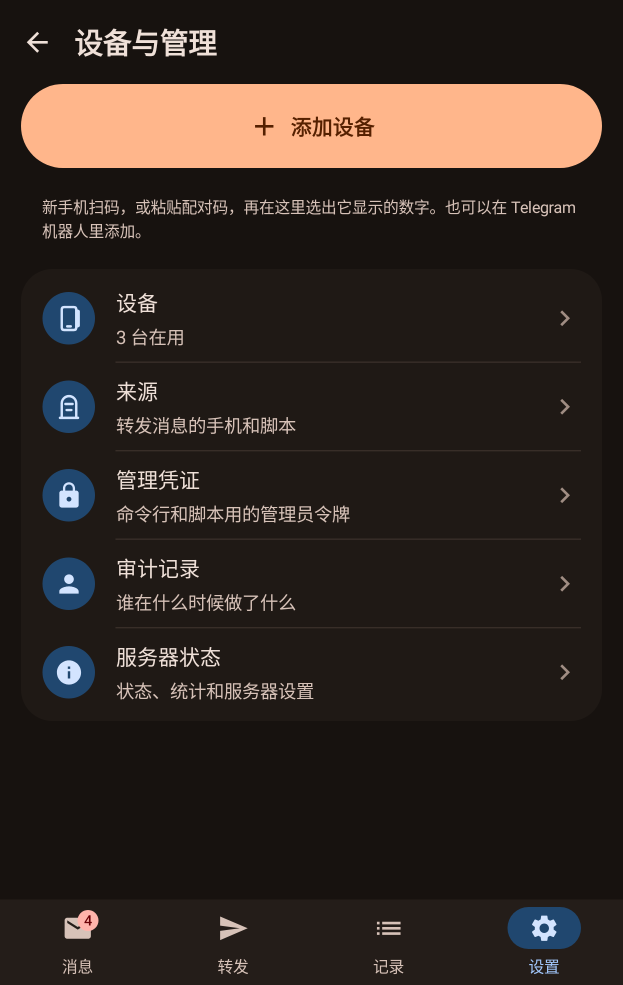 设备与管理
添加设备
新手机扫码，或粘贴配对码，再在这里选出它显示的数字。也可以在 Telegram
机器人里添加。
设备
3 台在用
来源
转发消息的手机和脚本
管理凭证
命令行和脚本用的管理员令牌
审计记录
谁在什么时候做了什么
服务器状态
状态、统计和服务器设置
4
消息
转发
记录
设置